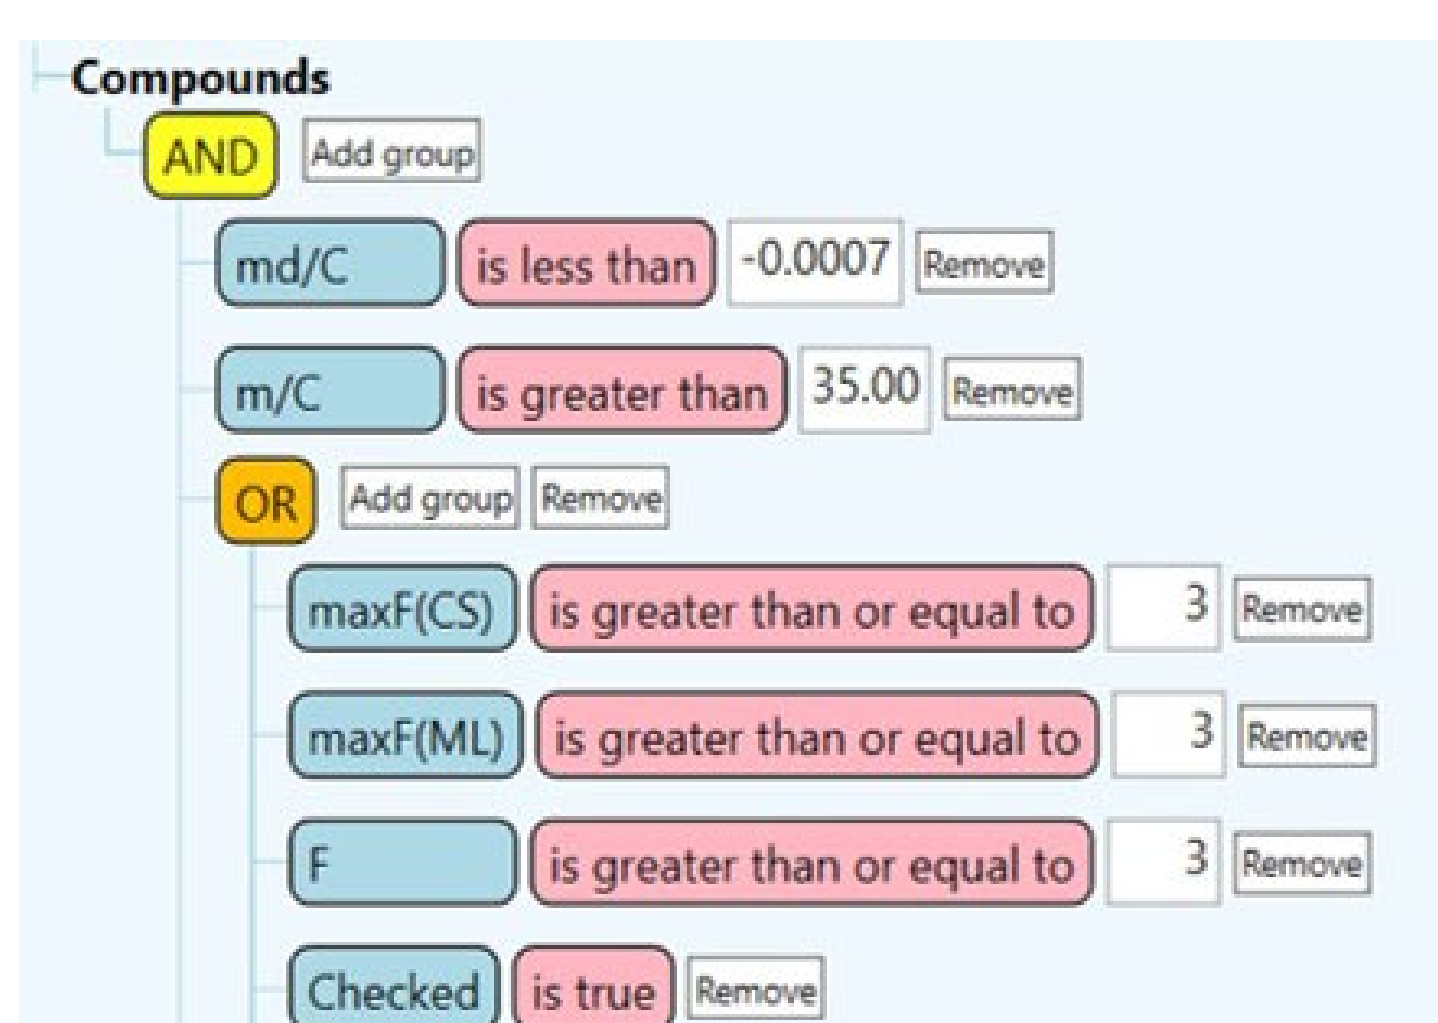 Compounds
AND Add group
md/C is less than -0.0007 Remove
m/C is greater than 35.00 Remove
OR Add group Remove
maxF(CS) is greater than or equal to 3 Remove
maxF(ML) is greater than or equal to 3 Remove
F is greater than or equal to 3 Remove
Checked is true Remove